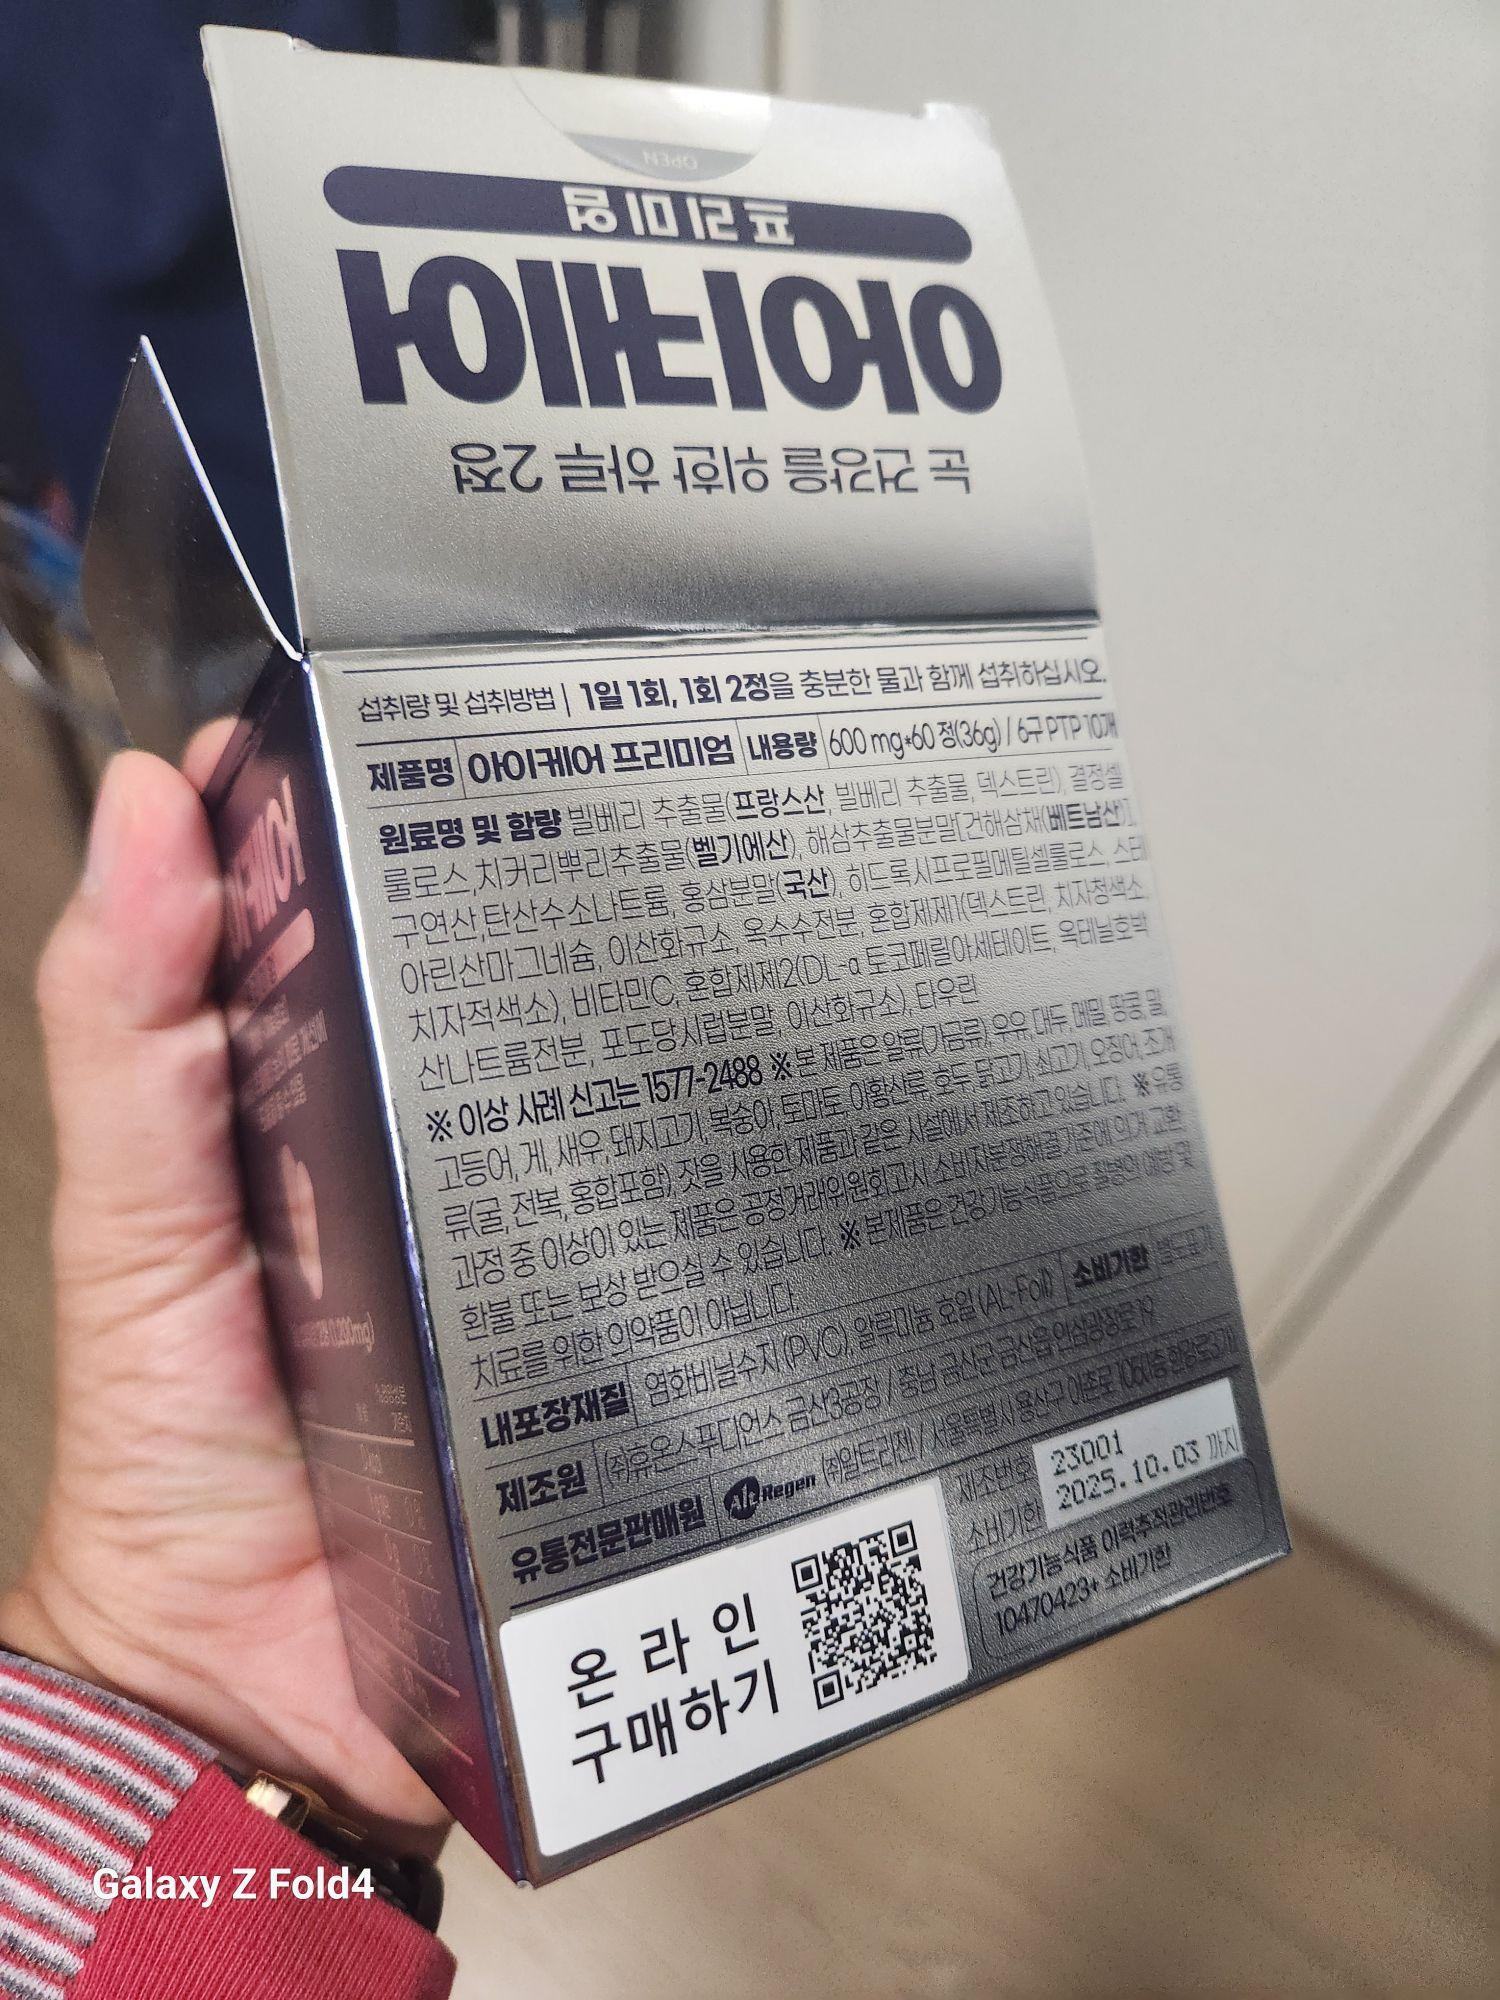 OPEN
프리미엄
아이케어
눈 건강을 위한 하루 2정
섭취량 및 섭취방법 | 1일 1회, 1회 2정을 충분한 물과 함께 섭취하십시오.
제품명 아이케어 프리미엄 내용량 600 mg*60 정(36g) / 6구 PTP 10개
원료명 및 함량 빌베리 추출물(프랑스산, 빌베리 추출물, 덱스트린), 결정셀
룰로스,치커리뿌리추출물(벨기에산), 해삼추출물분말[건해삼채(베트남산)],
구연산,탄산수소나트륨, 홍삼분말(국산), 히드록시프로필메틸셀룰로스, 스테
아린산마그네슘, 이산화규소, 옥수수전분, 혼합제제1(덱스트린, 치자청색소,
치자적색소), 비타민C, 혼합제제2(DL-α 토코페릴아세테이트, 옥테닐호박
산나트륨전분, 포도당시럽분말, 이산화규소), 타우린
※ 이상 사례 신고는 1577-2488 ※ 본 제품은 알류(가금류), 우유, 대두, 메밀, 땅콩, 밀,
고등어, 게, 새우, 돼지고기, 복숭아, 토마토, 아황산류, 호두, 닭고기, 쇠고기, 오징어, 조개
류(굴, 전복, 홍합포함), 잣을 사용한 제품과 같은 시설에서 제조하고 있습니다. ※ 유통
과정 중 이상이 있는 제품은 공정거래위원회고시 소비자분쟁해결기준에 의거 교환
환불 또는 보상 받으실 수 있습니다. ※ 본제품은 건강기능식품으로 질병의 예방 및
치료를 위한 의약품이 아닙니다.
내포장재질 염화비닐수지(PVC), 알루미늄 호일(AL-Foil) 소비기한 별도표기
제조원 (주)휴온스푸디언스 금산3공장 / 충남 금산군 금산읍 인삼광장로 19
유통전문판매원 Regen (주)알트리젠 / 서울특별시 용산구
제조번호 23001
소비기한 2025.10.03 까지
건강기능식품 이력추적관리번호
10470423+ 소비기한
온라인
구매하기
아이케어
Galaxy Z Fold4